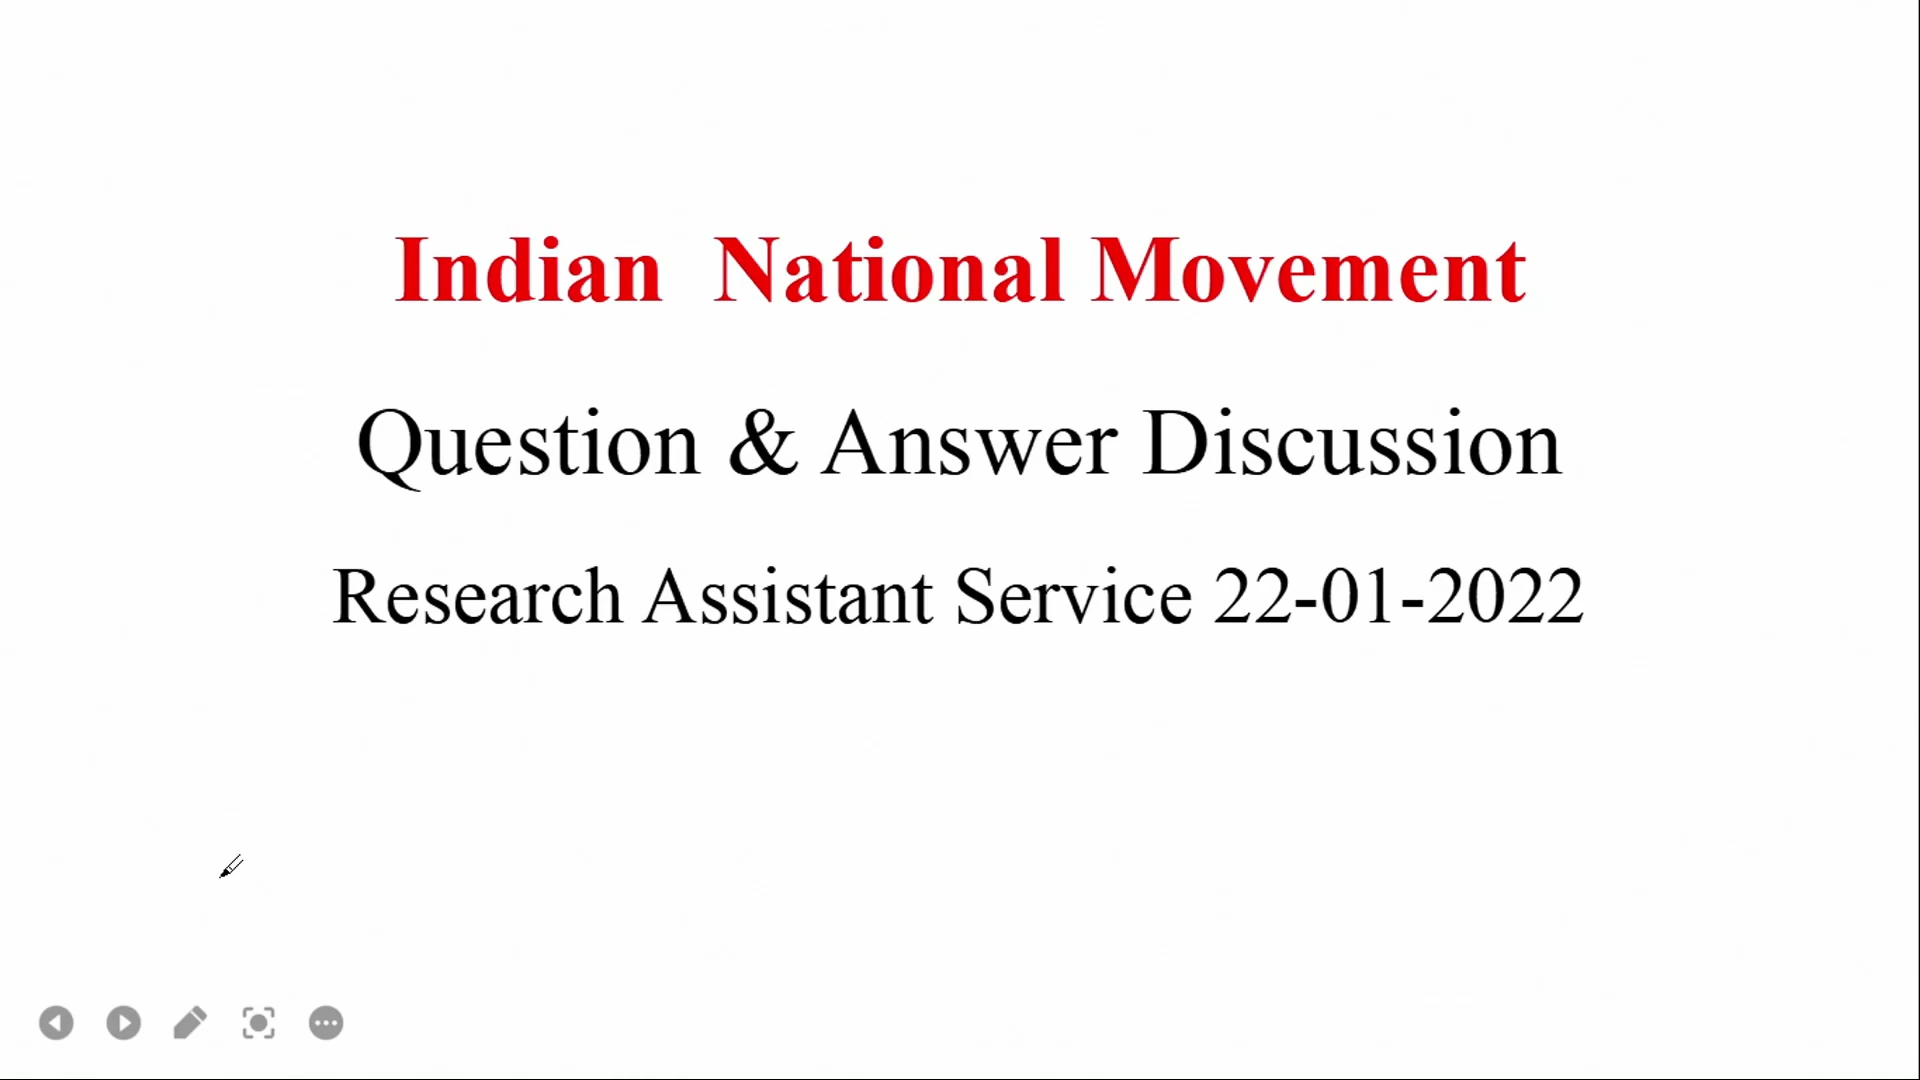 Indian National Movement
Question & Answer Discussion
Research Assistant Service 22-01-2022